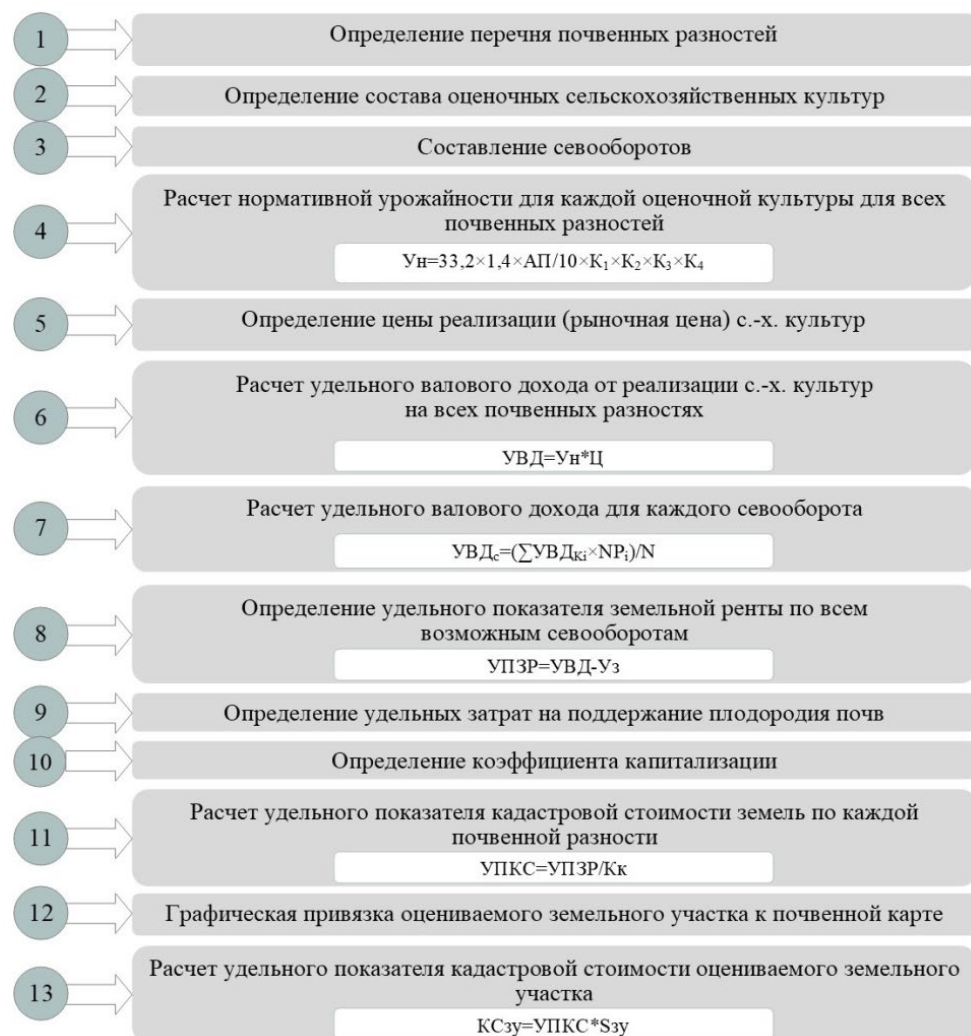 1
Определение перечня почвенных разностей
2
Определение состава оценочных сельскохозяйственных культур
3
Составление севооборотов
4
Расчет нормативной урожайности для каждой оценочной культуры для всех
почвенных разностей
Ун=33,2×1,4×АП/10×К₁×К₂×К₃×К₄
5
Определение цены реализации (рыночная цена) с.-х. культур
6
Расчет удельного валового дохода от реализации с.-х. культур
на всех почвенных разностях
УВД=Ун*Ц
7
Расчет удельного валового дохода для каждого севооборота
УВДc=(∑УВДKi×NPi)/N
8
Определение удельного показателя земельной ренты по всем
возможным севооборотам
УПЗР=УВД-Уз
9
Определение удельных затрат на поддержание плодородия почв
10
Определение коэффициента капитализации
11
Расчет удельного показателя кадастровой стоимости земель по каждой
почвенной разности
УПКС=УПЗР/Кк
12
Графическая привязка оцениваемого земельного участка к почвенной карте
13
Расчет удельного показателя кадастровой стоимости оцениваемого земельного
участка
КСзу=УПКС*Sзу